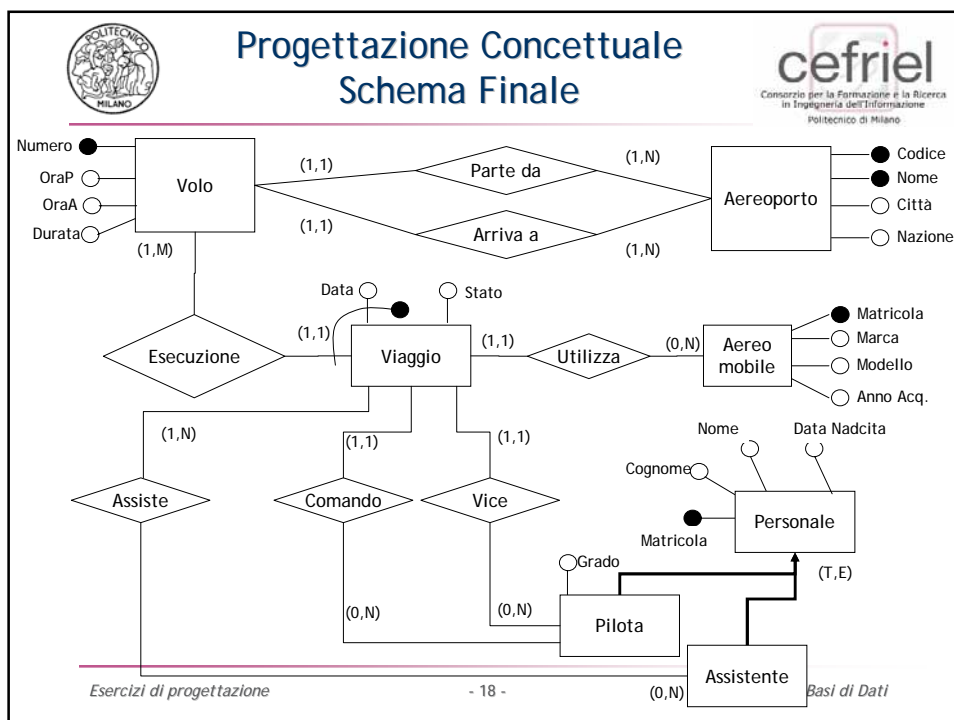 Progettazione Concettuale
Schema Finale
POLITECNICO
MILANO
cefriel
Consorzio per la Formazione e la Ricerca
in Ingegneria dell'Informazione
Politecnico di Milano
Numero
OraP
OraA
Durata
Volo
(1,1)
(1,1)
(1,M)
Parte da
Arriva a
(1,N)
(1,N)
Aereoporto
Codice
Nome
Città
Nazione
Data
Stato
Esecuzione
(1,1)
Viaggio
(1,1)
Utilizza
(0,N)
Aereo
mobile
Matricola
Marca
Modello
Anno Acq.
(1,N)
(1,1)
(1,1)
Assiste
Comando
Vice
Nome
Data Nadcita
Cognome
Matricola
Personale
(T,E)
Grado
(0,N)
(0,N)
Pilota
Assistente
(0,N)
Esercizi di progettazione
- 18 -
Basi di Dati